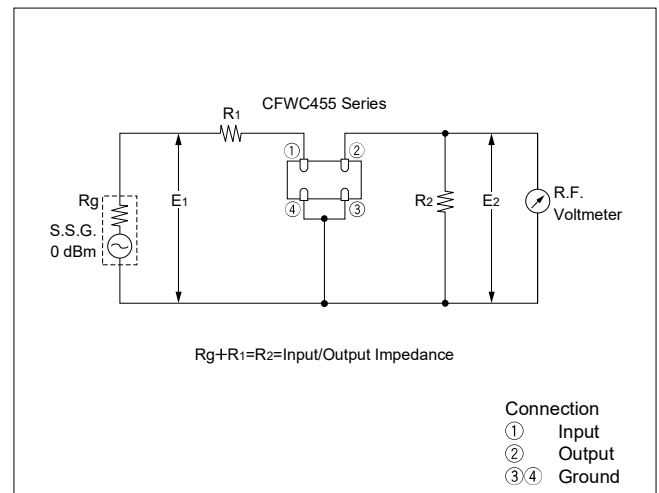 CFWC455 Series
R1
① ②
Rg
E1
R2
E2
R.F.
Voltmeter
S.S.G.
0 dBm
④ ③
Rg+R1=R2=Input/Output Impedance
Connection
① Input
② Output
③④ Ground